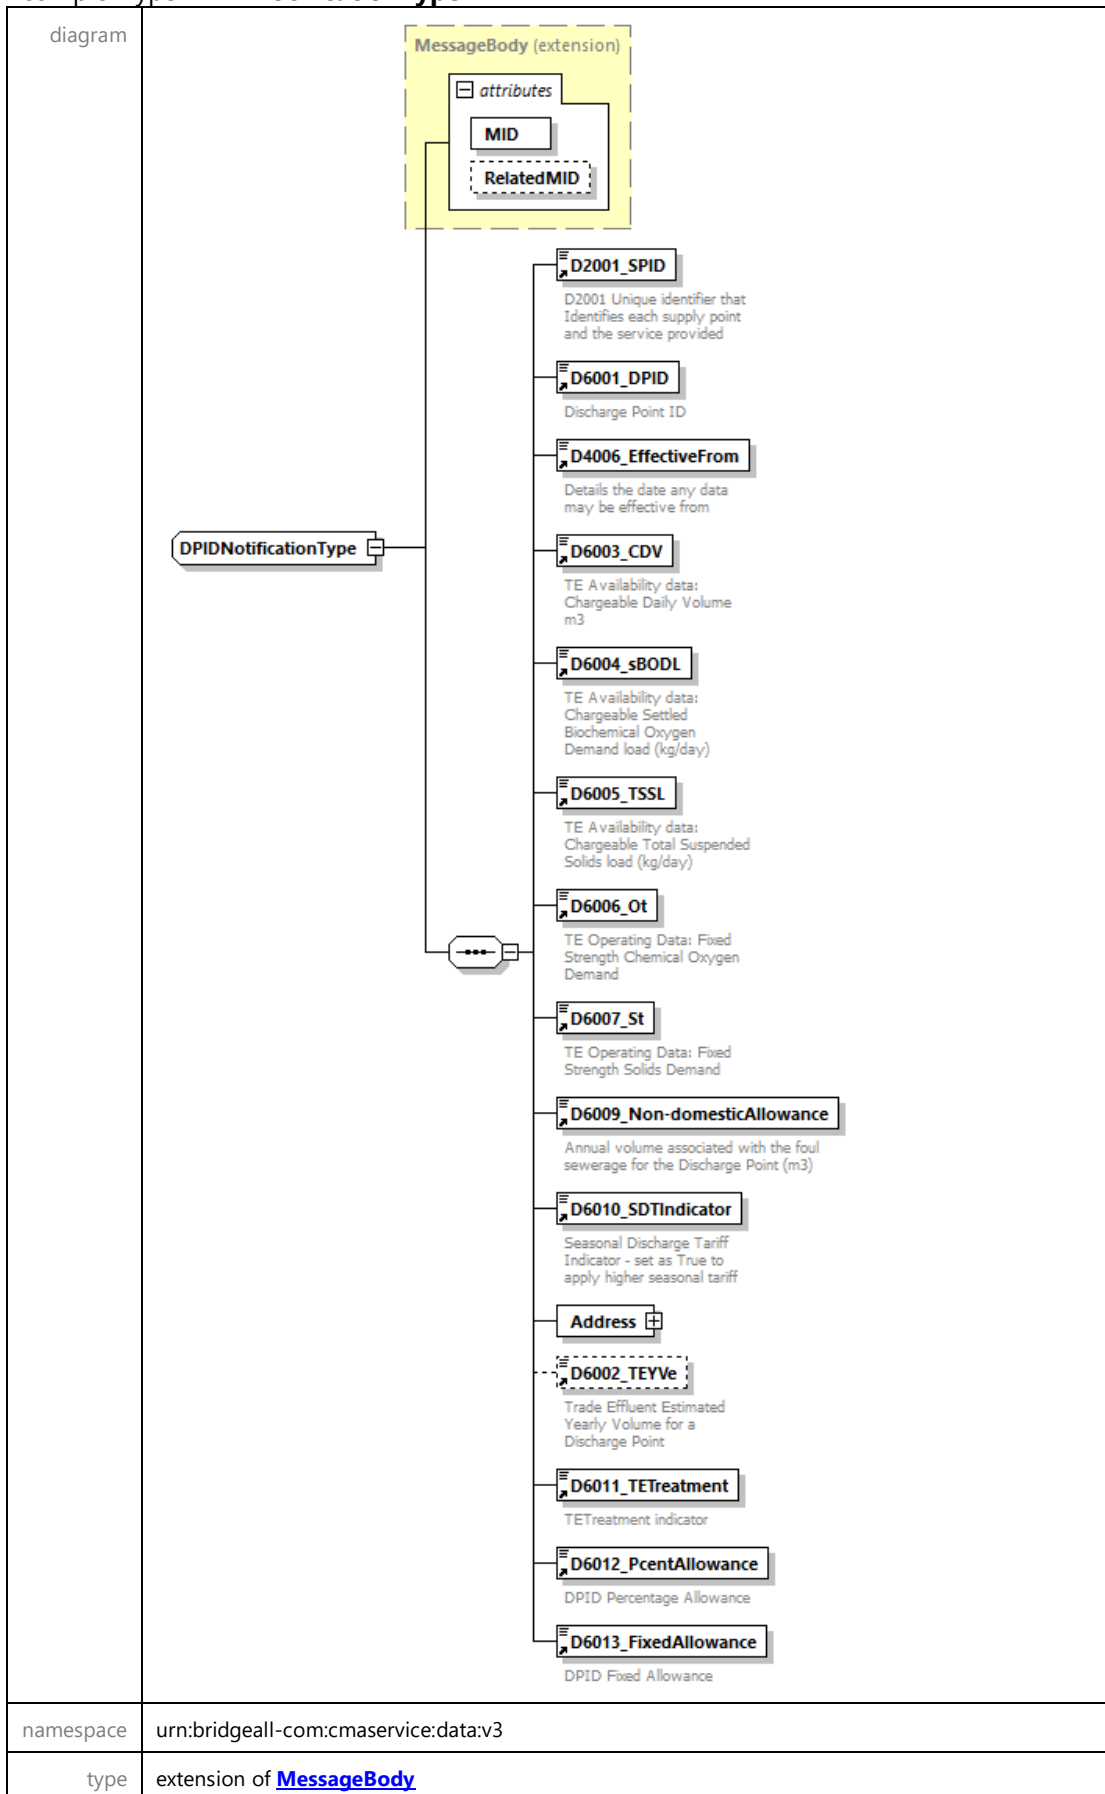 diagram
MessageBody (extension)
attributes
MID
RelatedMID
D2001_SPID
D2001 Unique identifier that
Identifies each supply point
and the service provided
D6001_DPID
Discharge Point ID
D4006_EffectiveFrom
Details the date any data
may be effective from
DPIDNotificationType
D6003_CDV
TE Availability data:
Chargeable Daily Volume
m3
D6004_sBODL
TE Availability data:
Chargeable Settled
Biochemical Oxygen
Demand load (kg/day)
D6005_TSSL
TE Availability data:
Chargeable Total Suspended
Solids load (kg/day)
D6006_Ot
TE Operating Data: Fixed
Strength Chemical Oxygen
Demand
D6007_St
TE Operating Data: Fixed
Strength Solids Demand
D6009_Non-domesticAllowance
Annual volume associated with the foul
sewerage for the Discharge Point (m3)
D6010_SDTIndicator
Seasonal Discharge Tariff
Indicator - set as True to
apply higher seasonal tariff
Address
D6002_TEYVe
Trade Effluent Estimated
Yearly Volume for a
Discharge Point
D6011_TETreatment
TETreatment indicator
D6012_PcentAllowance
DPID Percentage Allowance
D6013_FixedAllowance
DPID Fixed Allowance
namespace urn:bridgeall-com:cmaservice:data:v3
type extension of MessageBody